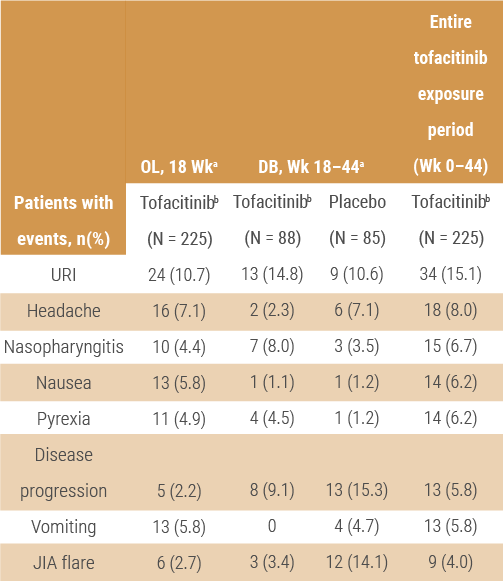 Entire
tofacitinib
exposure
period
OL, 18 Wkᵃ DB, Wk 18–44ᵃ (Wk 0–44)
Patients with Tofacitinibᵇ Tofacitinibᵇ Placebo Tofacitinibᵇ
events, n(%) (N = 225) (N = 88) (N = 85) (N = 225)
URI 24 (10.7) 13 (14.8) 9 (10.6) 34 (15.1)
Headache 16 (7.1) 2 (2.3) 6 (7.1) 18 (8.0)
Nasopharyngitis 10 (4.4) 7 (8.0) 3 (3.5) 15 (6.7)
Nausea 13 (5.8) 1 (1.1) 1 (1.2) 14 (6.2)
Pyrexia 11 (4.9) 4 (4.5) 1 (1.2) 14 (6.2)
Disease
progression 5 (2.2) 8 (9.1) 13 (15.3) 13 (5.8)
Vomiting 13 (5.8) 0 4 (4.7) 13 (5.8)
JIA flare 6 (2.7) 3 (3.4) 12 (14.1) 9 (4.0)